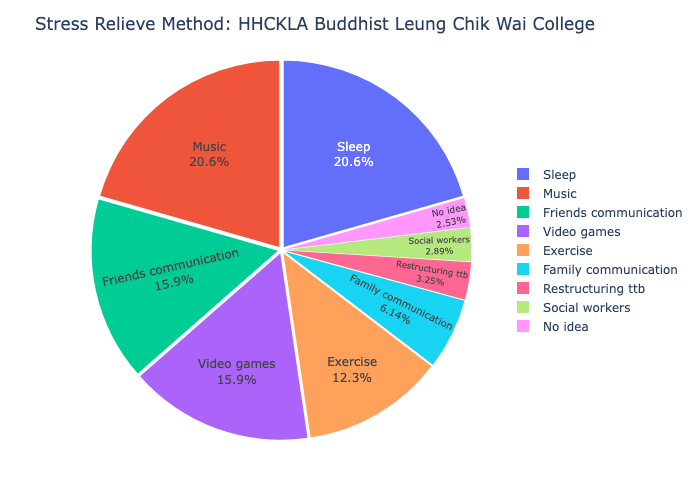 Stress Relieve Method: HHCKLA Buddhist Leung Chik Wai College
Music
20.6%
Sleep
20.6%
No idea
2.53%
Social workers
2.89%
Restructuring ttb
3.25%
Family communication
6.14%
Exercise
12.3%
Video games
15.9%
Friends communication
15.9%
Sleep
Music
Friends communication
Video games
Exercise
Family communication
Restructuring ttb
Social workers
No idea